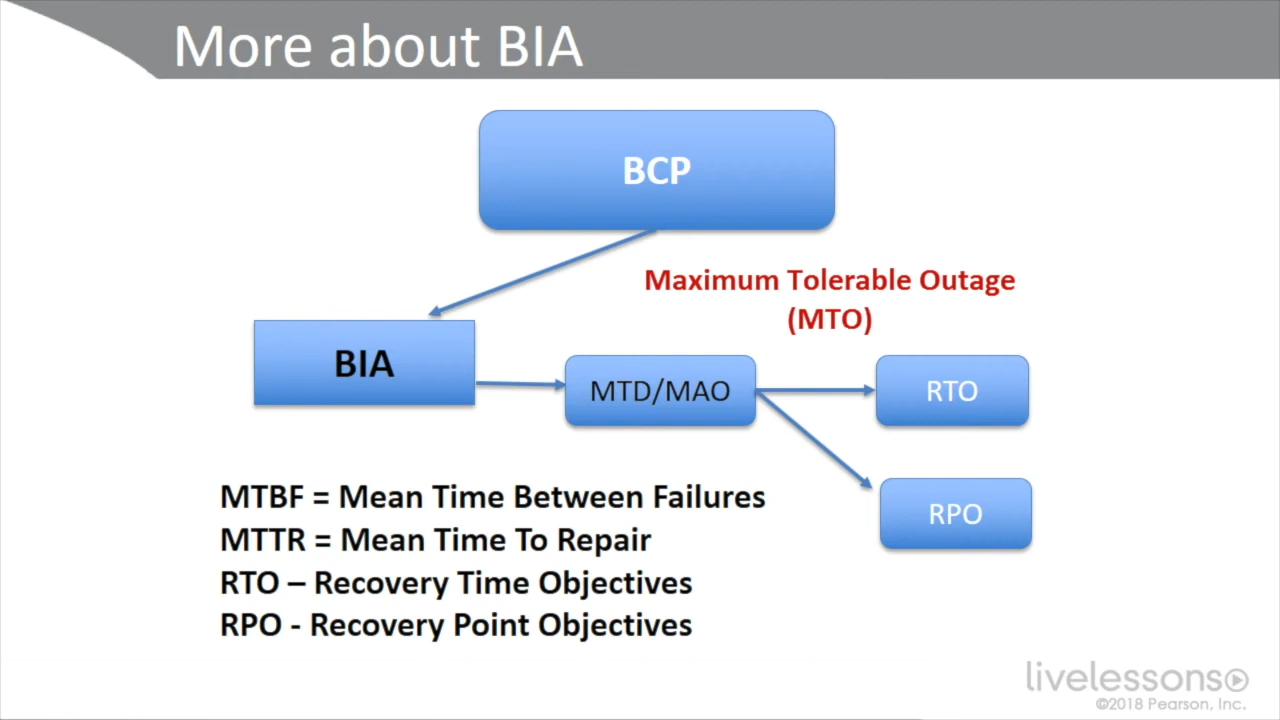 More about BIA
BCP
Maximum Tolerable Outage
(MTO)
BIA
MTD/MAO
RTO
RPO
MTBF = Mean Time Between Failures
MTTR = Mean Time To Repair
RTO – Recovery Time Objectives
RPO - Recovery Point Objectives
livelessons
©2018 Pearson, Inc.